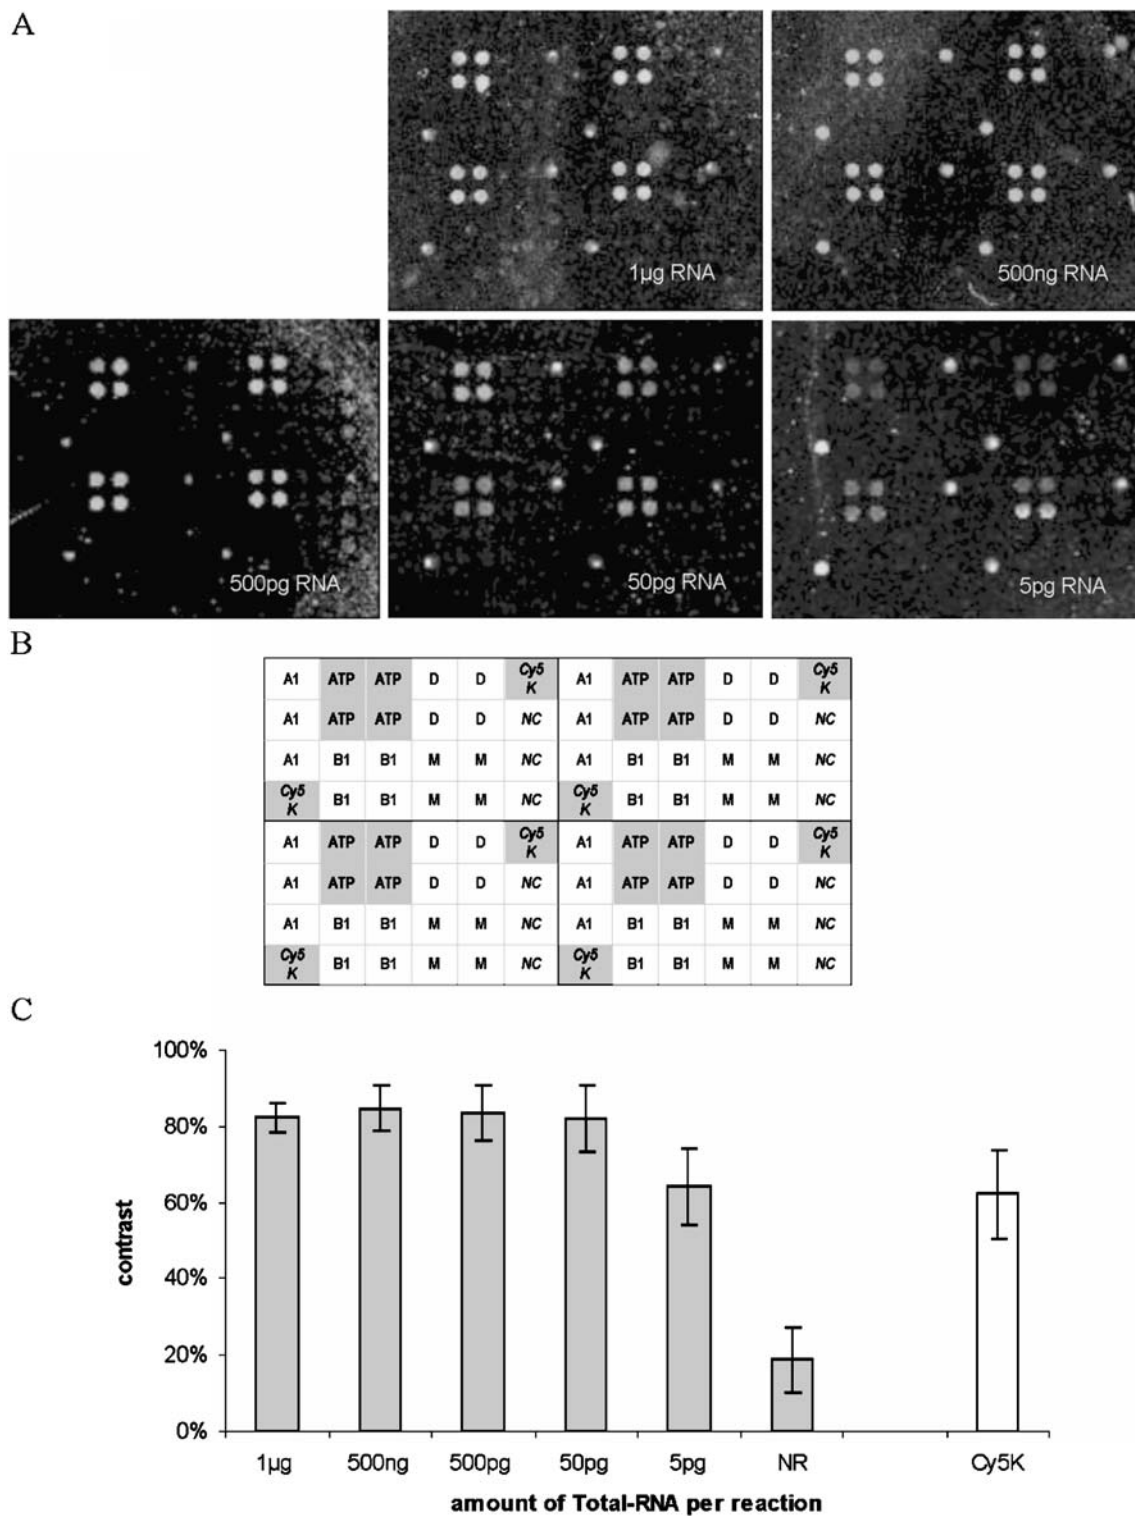 A
1µg RNA
500ng RNA
500pg RNA
50pg RNA
5pg RNA
B
A1 ATP ATP D D Cy5 K A1 ATP ATP D D Cy5 K
A1 ATP ATP D D NC A1 ATP ATP D D NC
A1 B1 B1 M M NC A1 B1 B1 M M NC
Cy5 K B1 B1 M M NC Cy5 K B1 B1 M M NC
A1 ATP ATP D D Cy5 K A1 ATP ATP D D Cy5 K
A1 ATP ATP D D NC A1 ATP ATP D D NC
A1 B1 B1 M M NC A1 B1 B1 M M NC
Cy5 K B1 B1 M M NC Cy5 K B1 B1 M M NC
C
100%
80%
60%
40%
20%
0%
contrast
1µg 500ng 500pg 50pg 5pg NR Cy5K
amount of Total-RNA per reaction